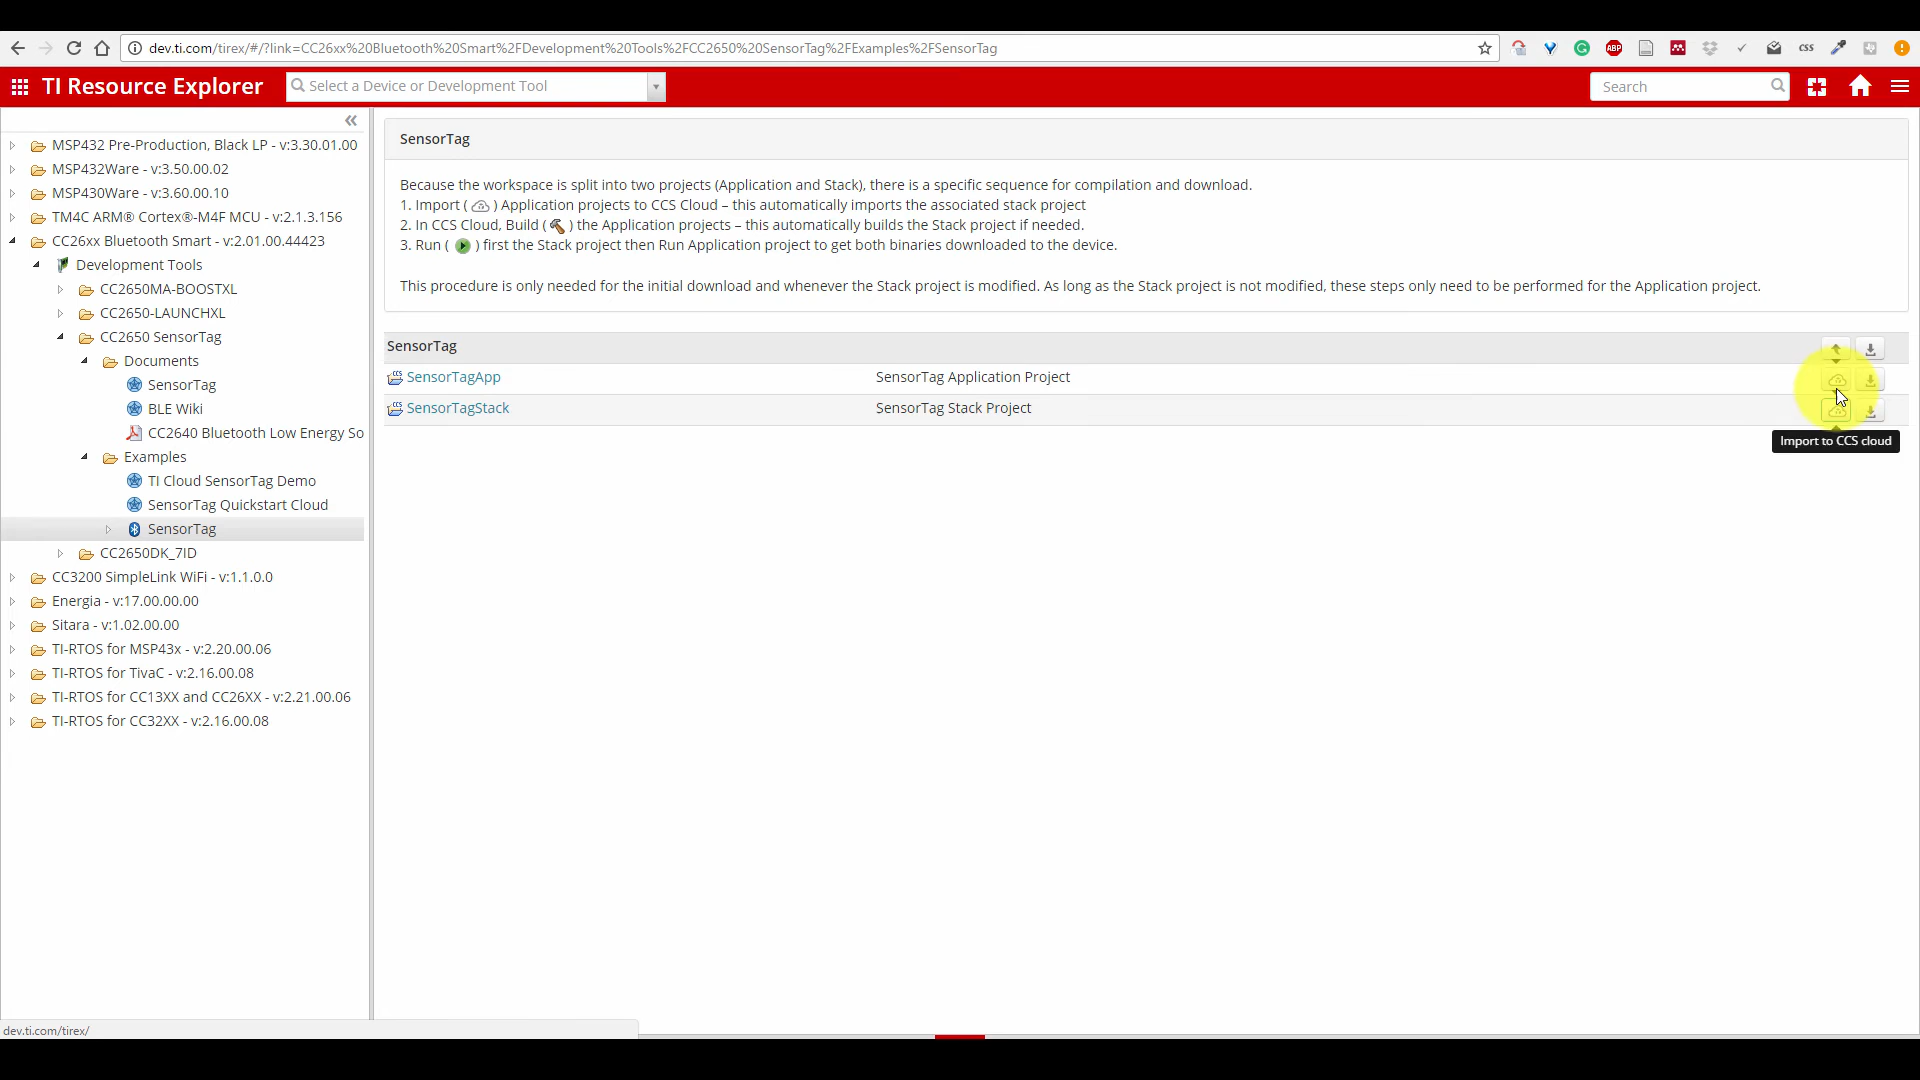 dev.ti.com/tirex/#/?link=CC26xx%20Bluetooth%20Smart%2FDevelopment%20Tools%2FCC2650%20SensorTag%2FExamples%2FSensorTag
ABP
css
TI Resource Explorer
Select a Device or Development Tool
Search
MSP432 Pre-Production, Black LP - v:3.30.01.00
MSP432Ware - v:3.50.00.02
MSP430Ware - v:3.60.00.10
TM4C ARM® Cortex®-M4F MCU - v:2.1.3.156
CC26xx Bluetooth Smart - v:2.01.00.44423
Development Tools
CC2650MA-BOOSTXL
CC2650-LAUNCHXL
CC2650 SensorTag
Documents
SensorTag
BLE Wiki
CC2640 Bluetooth Low Energy So
Examples
TI Cloud SensorTag Demo
SensorTag Quickstart Cloud
SensorTag
CC2650DK_7ID
CC3200 SimpleLink WiFi - v:1.1.0.0
Energia - v:17.00.00.00
Sitara - v:1.02.00.00
TI-RTOS for MSP43x - v:2.20.00.06
TI-RTOS for TivaC - v:2.16.00.08
TI-RTOS for CC13XX and CC26XX - v:2.21.00.06
TI-RTOS for CC32XX - v:2.16.00.08
SensorTag
Because the workspace is split into two projects (Application and Stack), there is a specific sequence for compilation and download.
1. Import ( ) Application projects to CCS Cloud – this automatically imports the associated stack project
2. In CCS Cloud, Build ( ) the Application projects – this automatically builds the Stack project if needed.
3. Run ( ) first the Stack project then Run Application project to get both binaries downloaded to the device.
This procedure is only needed for the initial download and whenever the Stack project is modified. As long as the Stack project is not modified, these steps only need to be performed for the Application project.
SensorTag
CCS SensorTagApp SensorTag Application Project
CCS SensorTagStack SensorTag Stack Project
Import to CCS cloud
dev.ti.com/tirex/